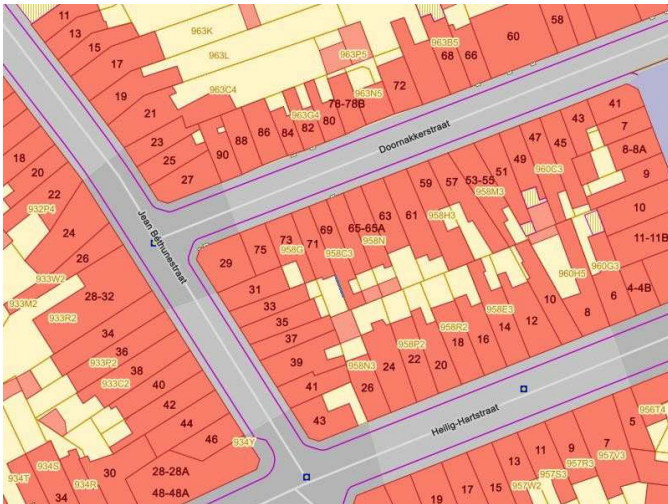 11
13
15
17
19
21
23
25
27
963K
963L
963C4
963P5
963G4
963N5
963B5
90
88
86
84
82
80
78-78B
72
68
66
60
58
Doornakkerstraat
18
20
22
932P4
24
26
933W2
933M2
28-32
933R2
34
36
933P2
38
933C2
40
42
44
46
934Y
934S
934T
934R
30
28-28A
34
48-48A
Jean Béthunestraat
29
75
73
958G
71
69
958C3
65-65A
958N
63
61
59
958H3
57
53-55
958M3
51
49
47
960C3
45
43
41
7
8-8A
9
10
11-11B
31
33
35
37
39
41
43
958N3
26
24
958P2
22
20
958R2
18
16
958E3
14
12
10
960H5
960G3
8
6
4-4B
Heilig-Hartstraat
19
17
15
13
957W2
11
957S3
9
957R3
7
957V3
5
956T4